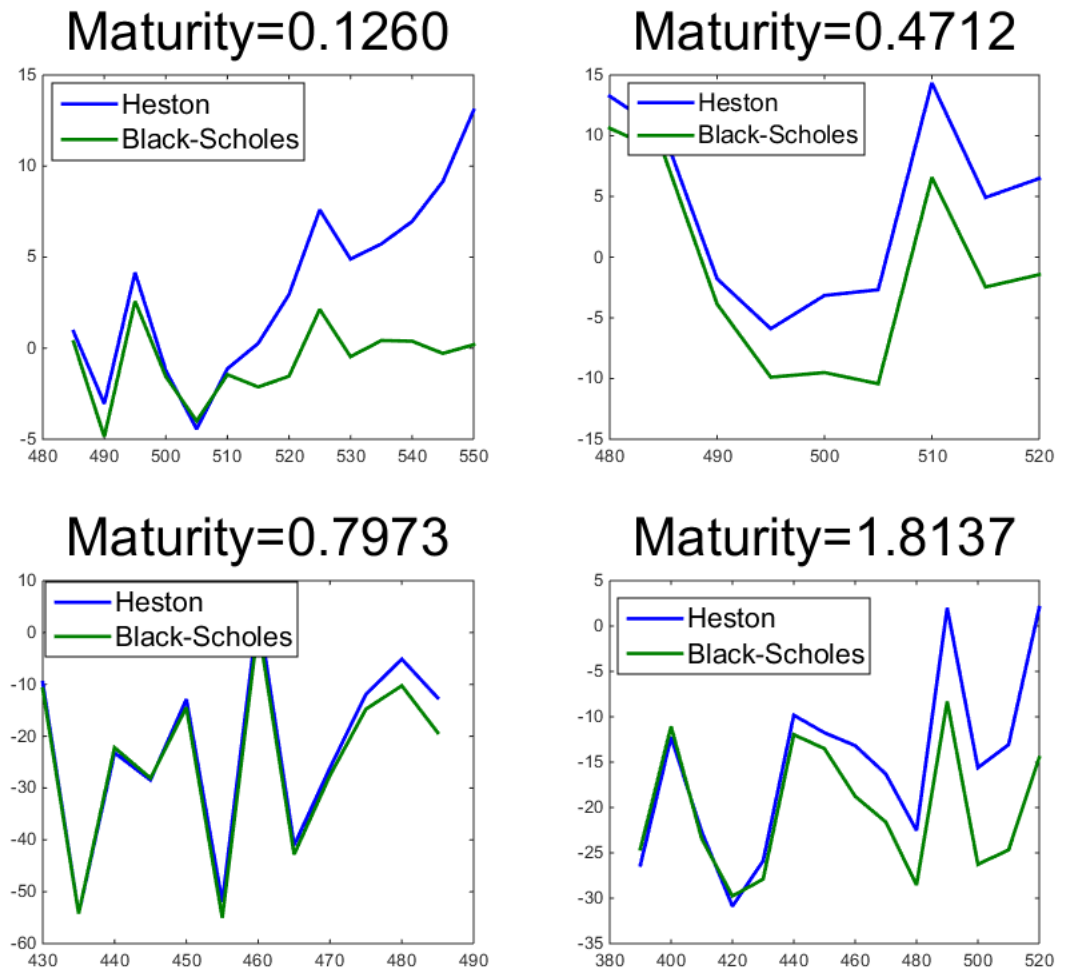 Maturity=0.1260
15
Heston
Black-Scholes
10
5
0
-5
480 490 500 510 520 530 540 550
Maturity=0.4712
15
Heston
Black-Scholes
10
5
0
-5
-10
-15
480 490 500 510 520
Maturity=0.7973
10
Heston
Black-Scholes
0
-10
-20
-30
-40
-50
-60
430 440 450 460 470 480 490
Maturity=1.8137
5
Heston
Black-Scholes
0
-5
-10
-15
-20
-25
-30
-35
380 400 420 440 460 480 500 520